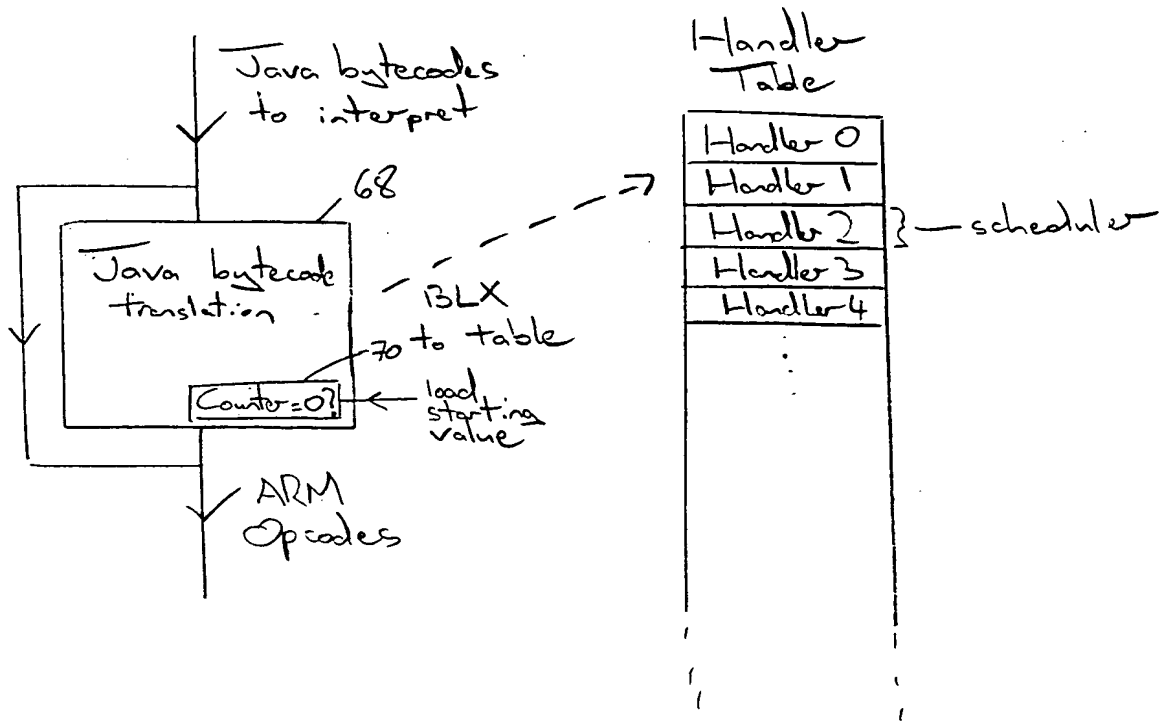 Java bytecodes
to interpret
68
Java bytecode
translation
BLX
to table
70
Counter=0?
load
starting
value
ARM
Opcodes
Handler
Table
Handler 0
Handler 1
Handler 2
scheduler
Handler 3
Handler 4